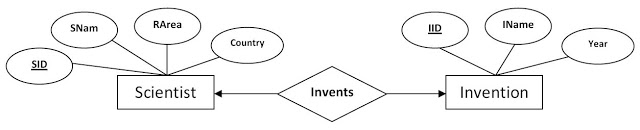 SNam
RArea
Country
SID
IID
IName
Year
Scientist
Invents
Invention